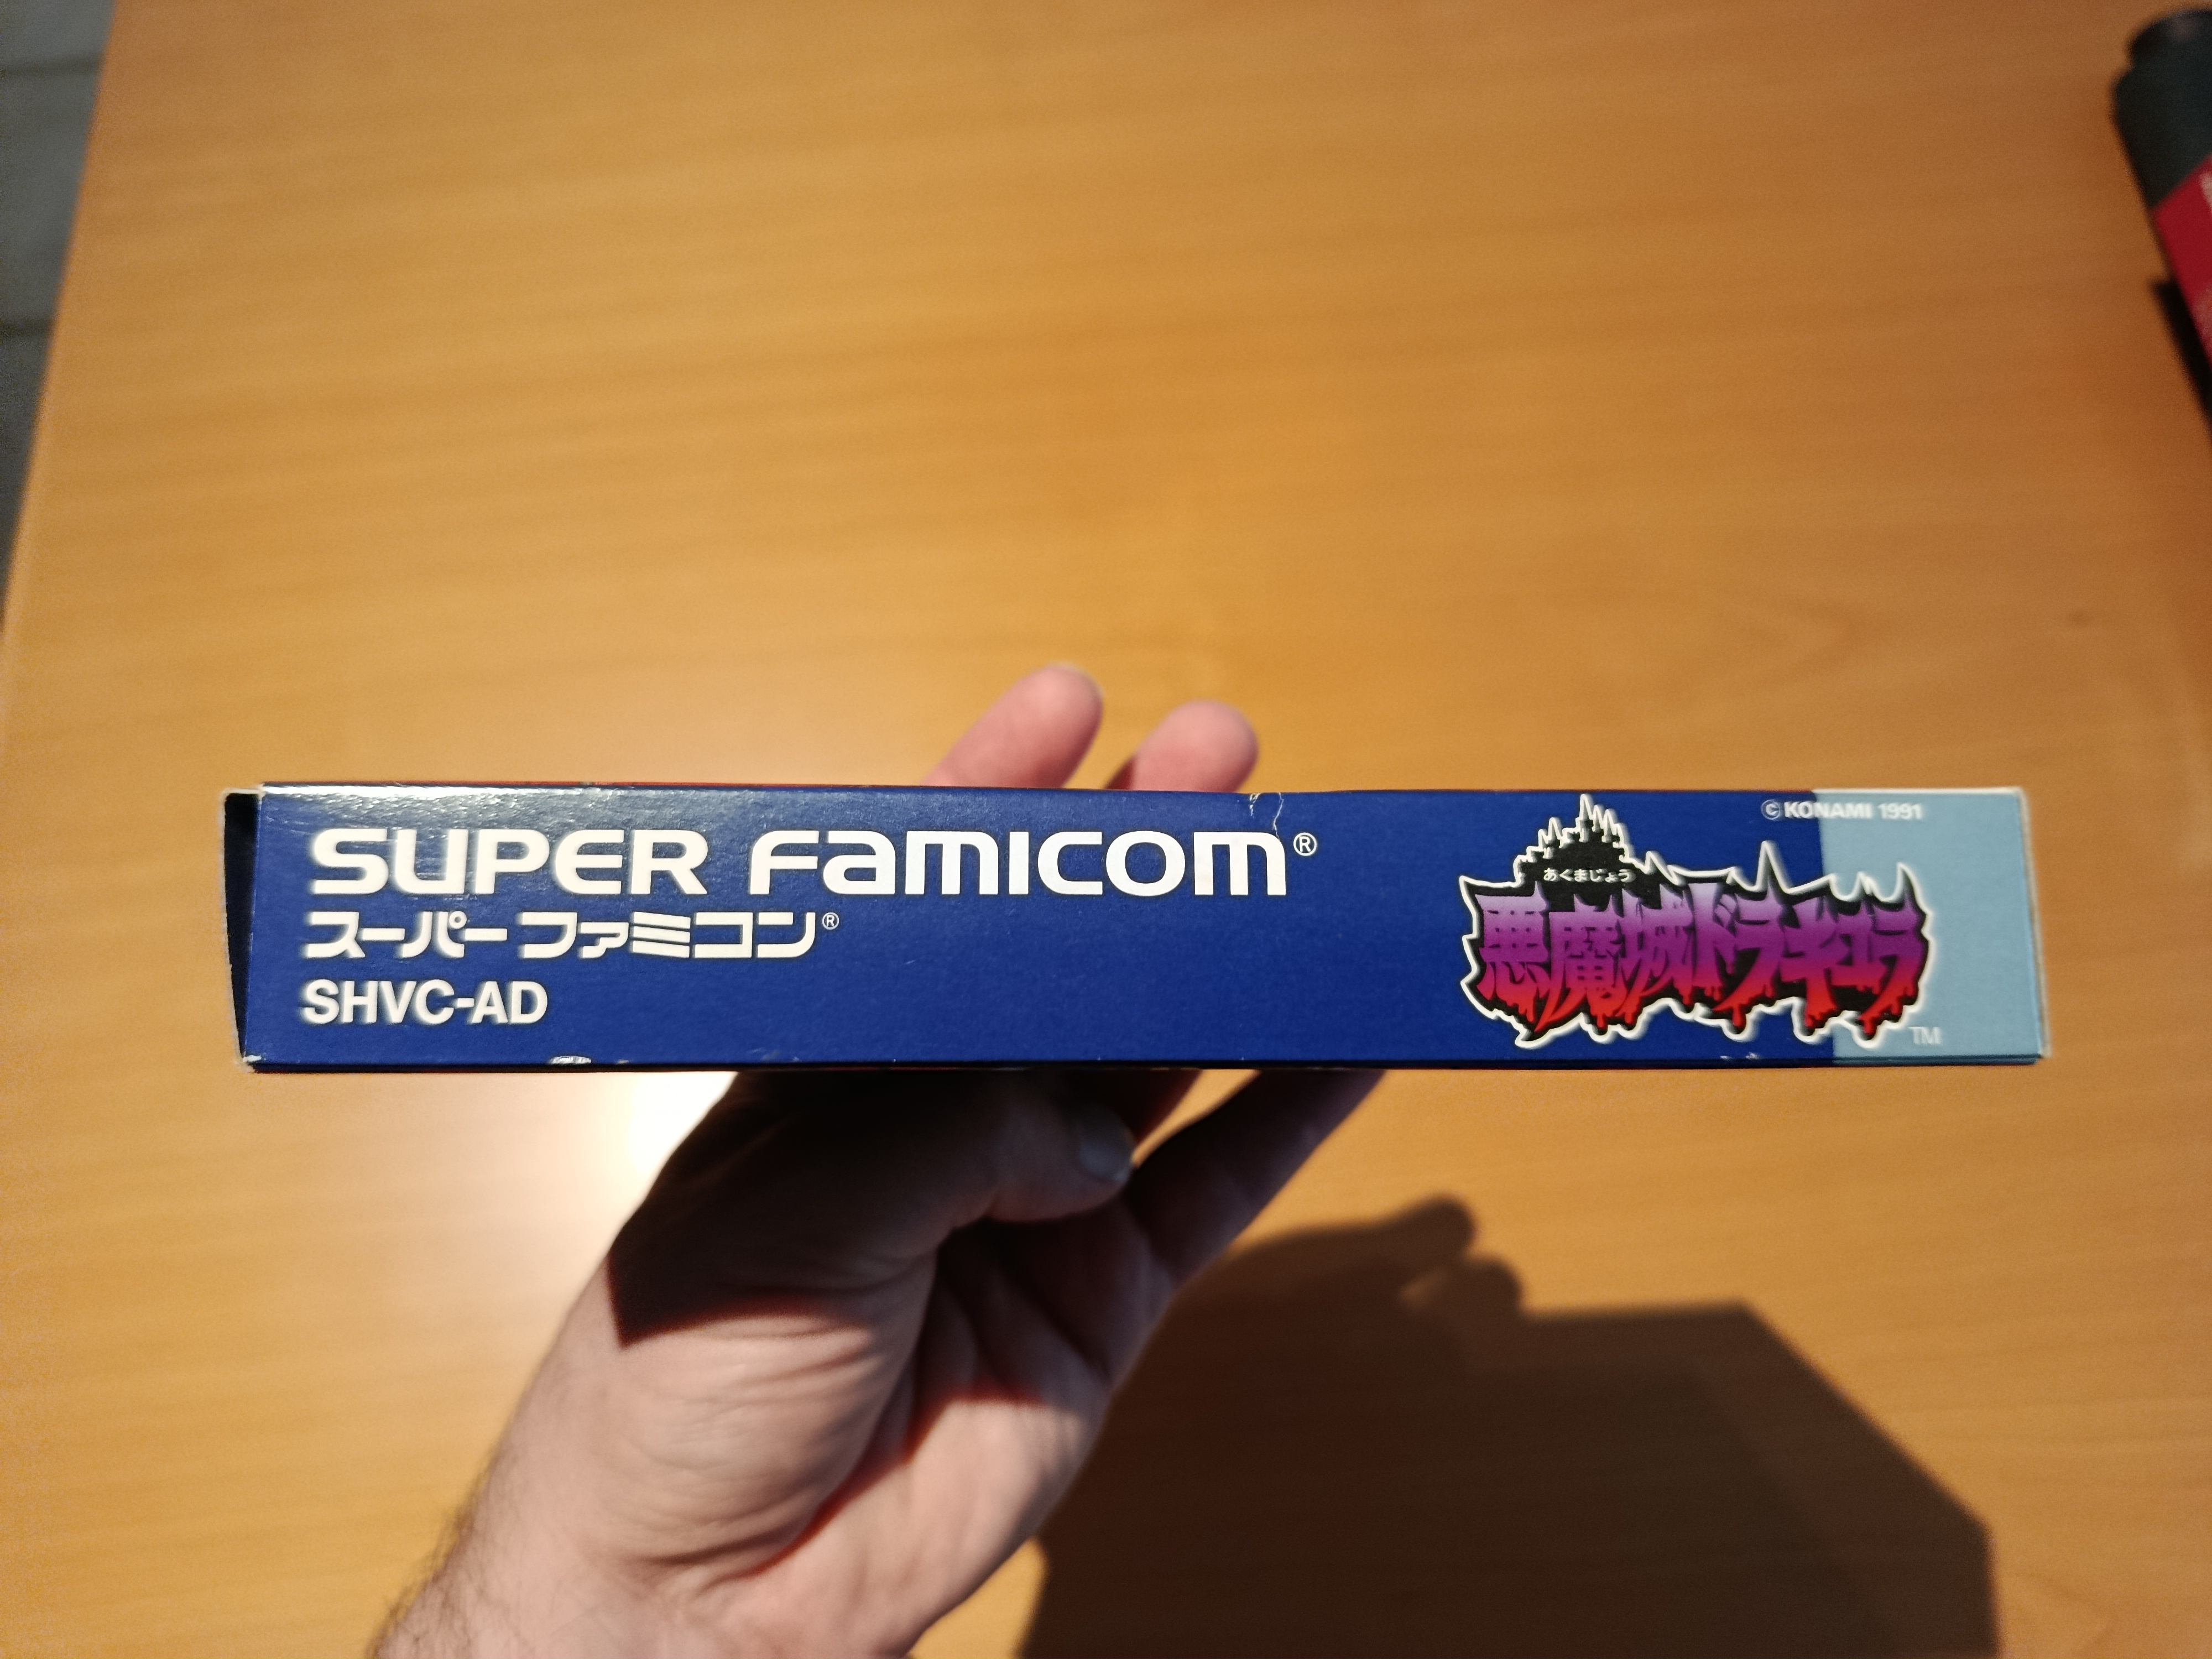 SUPER FAMICOM®
スーパーファミコン®
SHVC-AD
©KONAMI 1991
あくまじょう
悪魔城ドラキュラ
TM